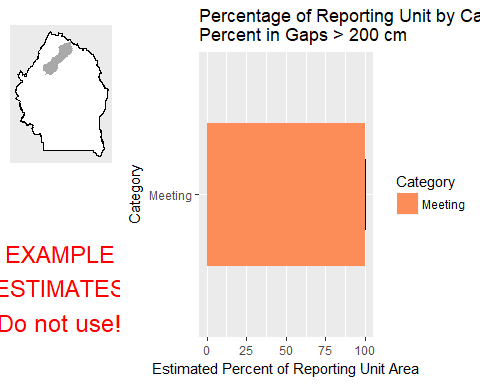 Percentage of Reporting Unit by Ca
Percent in Gaps > 200 cm
Category
Meeting
Category
Meeting
0 25 50 75 100
Estimated Percent of Reporting Unit Area
EXAMPLE
ESTIMATES
Do not use!